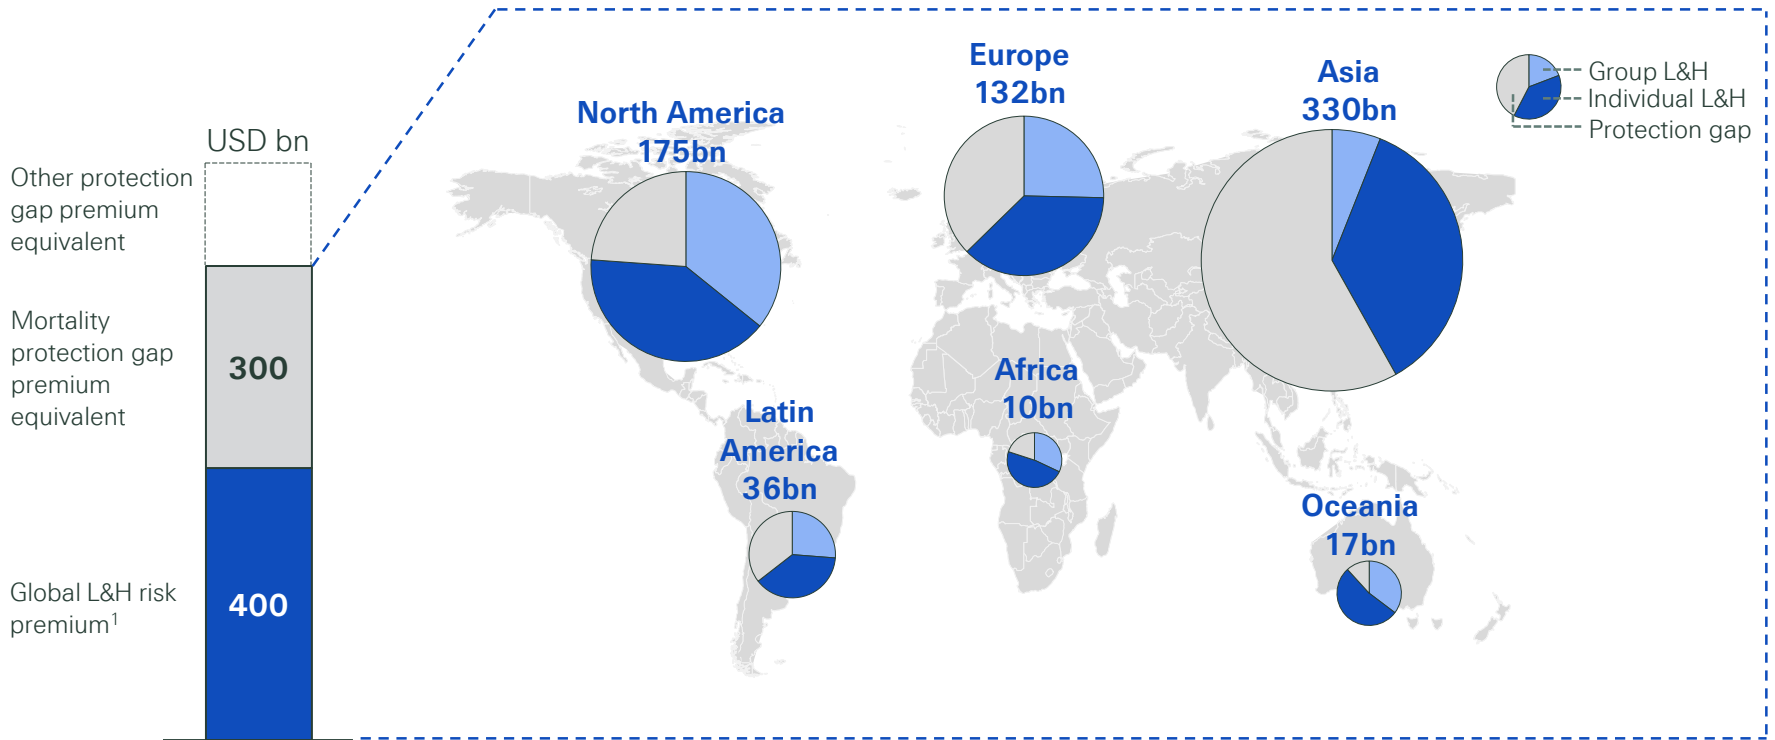 USD bn
Other protection
gap premium
equivalent
Mortality
protection gap
premium
equivalent
300
Global L&H risk
premium¹
400
North America
175bn
Europe
132bn
Asia
330bn
Latin
America
36bn
Africa
10bn
Oceania
17bn
Group L&H
Individual L&H
Protection gap